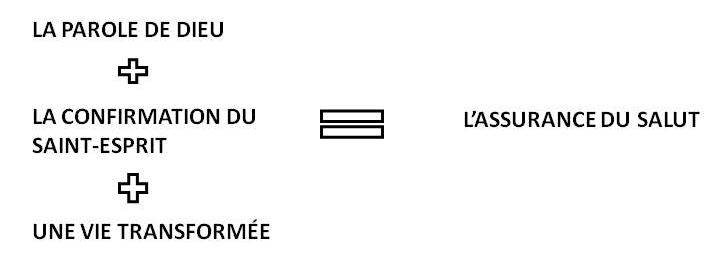 LA PAROLE DE DIEU
LA CONFIRMATION DU
SAINT-ESPRIT
UNE VIE TRANSFORMÉE
L’ASSURANCE DU SALUT